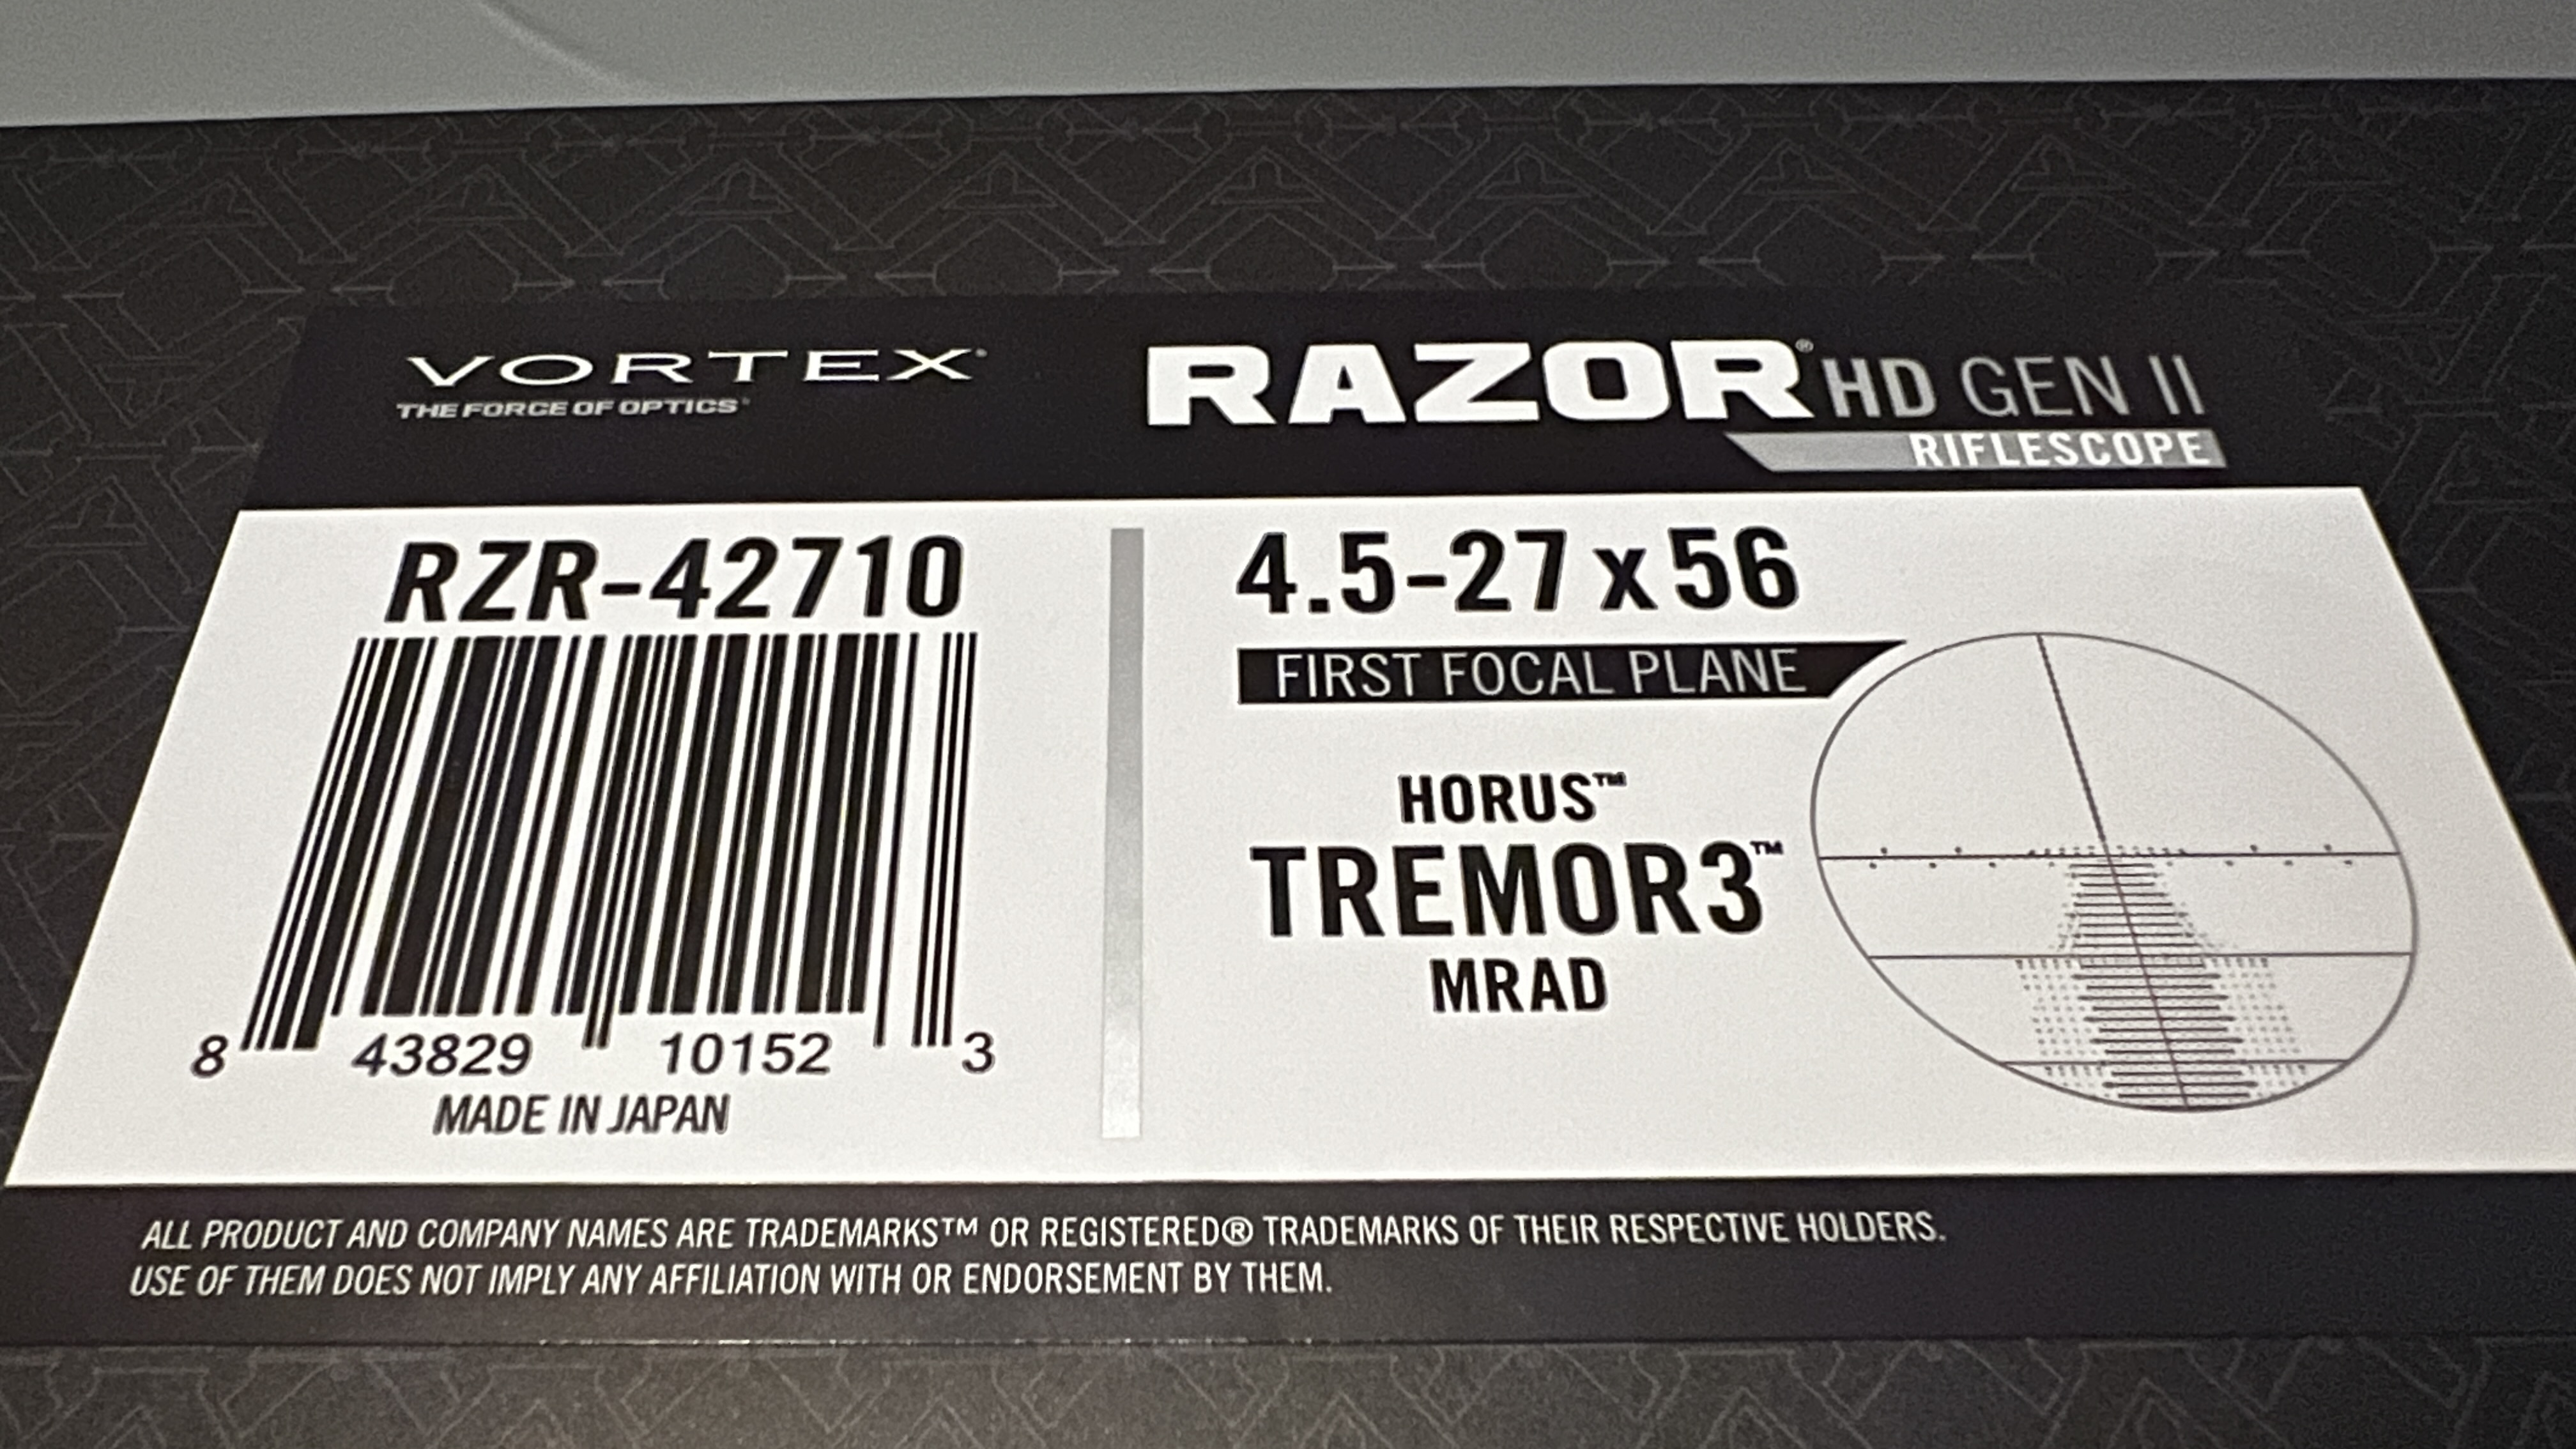 VORTEX®
THE FORCE OF OPTICS®
RAZOR® HD GEN II
RIFLESCOPE
RZR-42710
8 43829 10152 3
MADE IN JAPAN
4.5-27 x 56
FIRST FOCAL PLANE
HORUS™
TREMOR3™
MRAD
ALL PRODUCT AND COMPANY NAMES ARE TRADEMARKS™ OR REGISTERED® TRADEMARKS OF THEIR RESPECTIVE HOLDERS.
USE OF THEM DOES NOT IMPLY ANY AFFILIATION WITH OR ENDORSEMENT BY THEM.